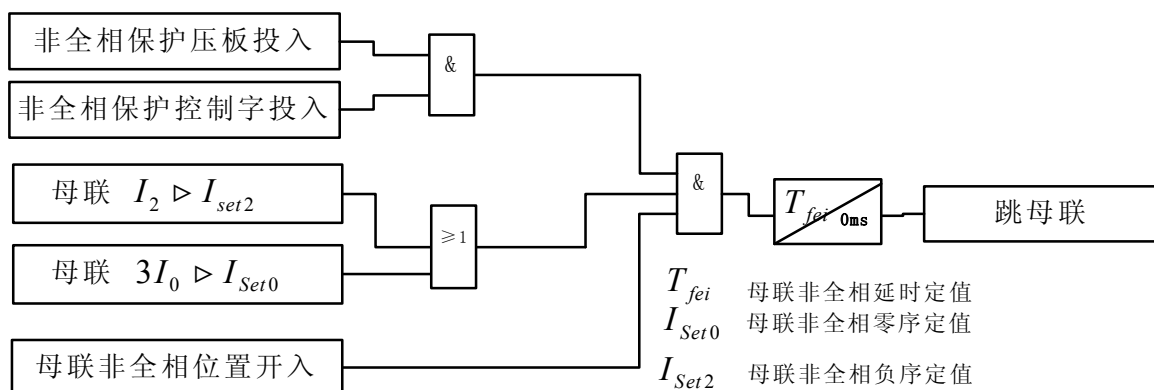 非全相保护压板投入
&
非全相保护控制字投入
母联 I₂ ▷ I_set2
≥1
母联 3I₀ ▷ I_Set0
母联非全相位置开入
&
T_fei 0ms
跳母联
T_fei 母联非全相延时定值
I_Set0 母联非全相零序定值
I_Set2 母联非全相负序定值